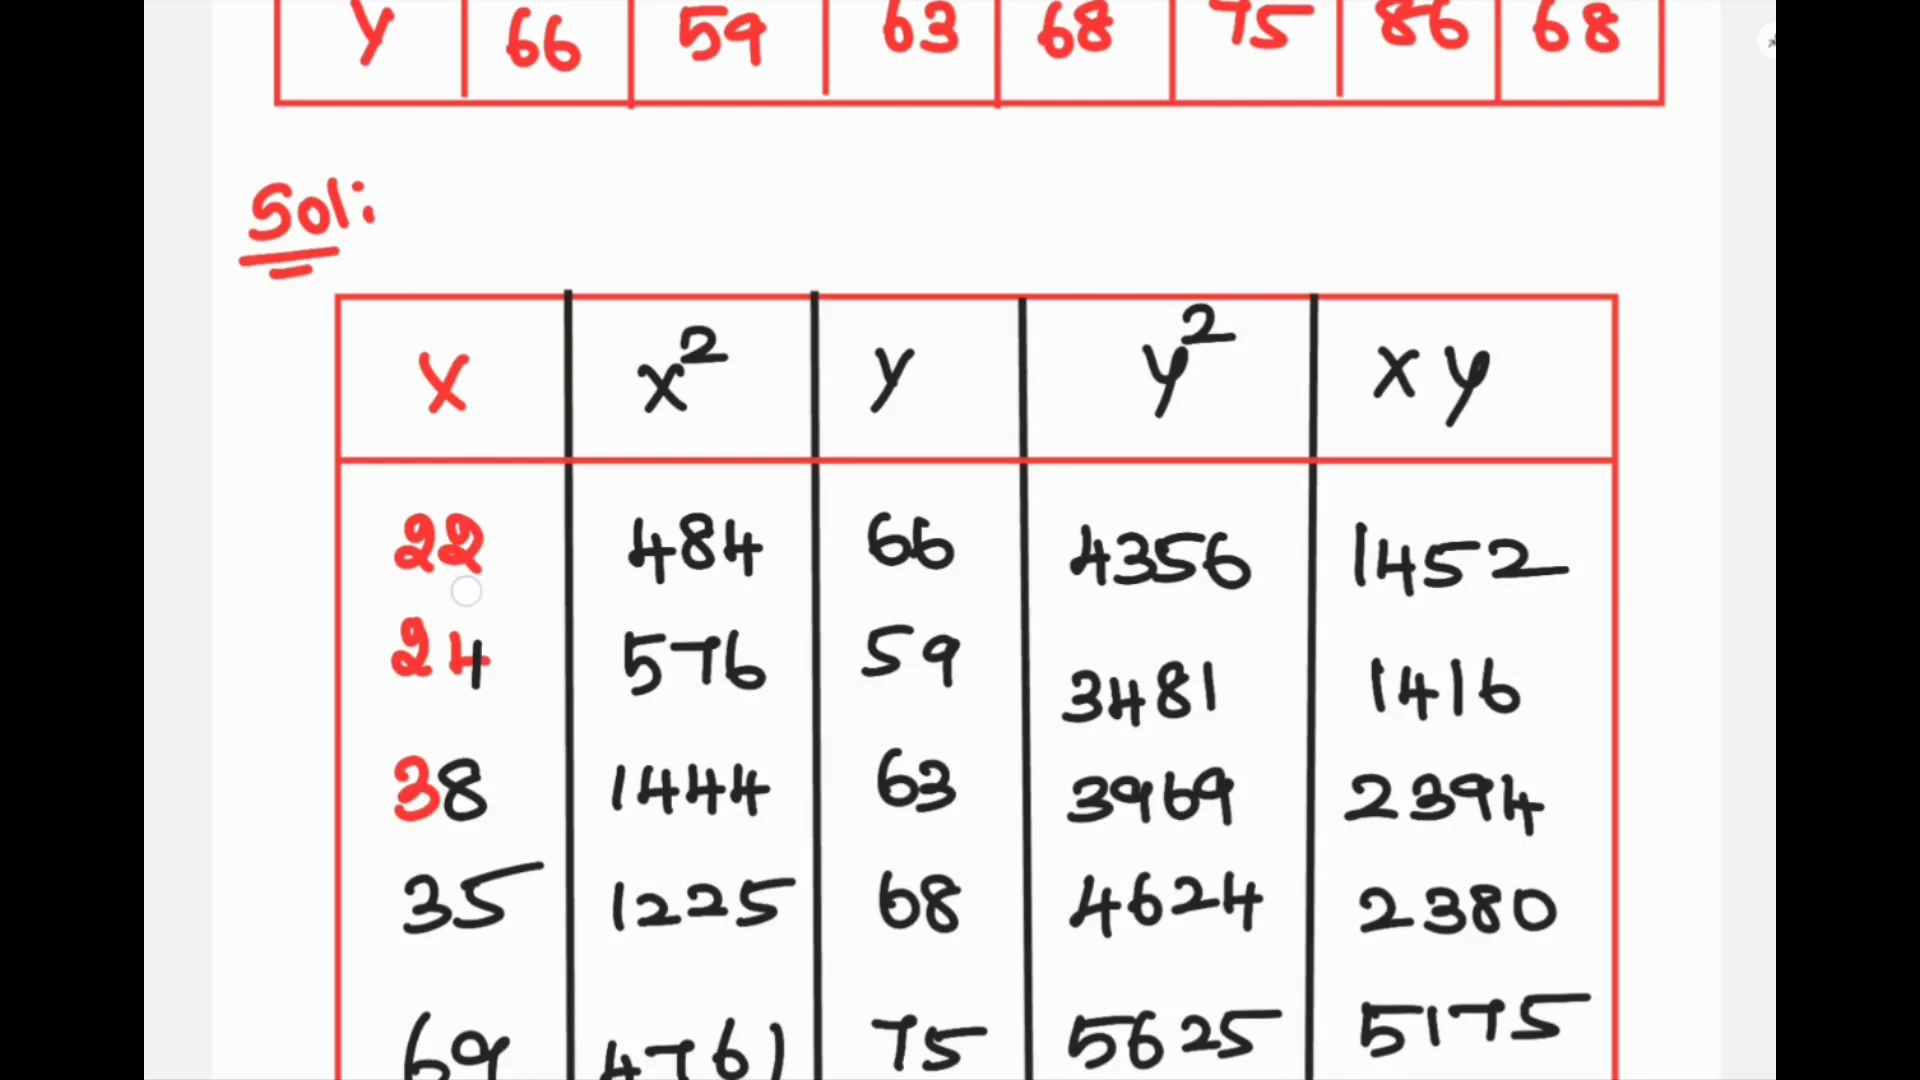 y 66 59 63 68 75 86 68
Sol:
x x² y y² xy
22 484 66 4356 1452
24 576 59 3481 1416
38 1444 63 3969 2394
35 1225 68 4624 2380
69 4761 75 5625 5175